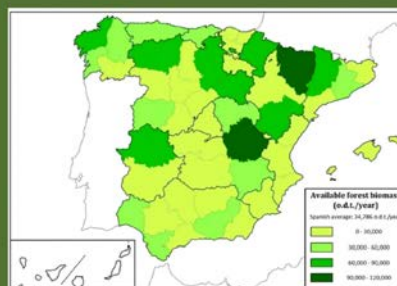 Available forest biomass
(o.d.t./year)
Spanish average: 34,786 o.d.t./year
0 - 30,000
30,000 - 60,000
60,000 - 90,000
90,000 - 120,000